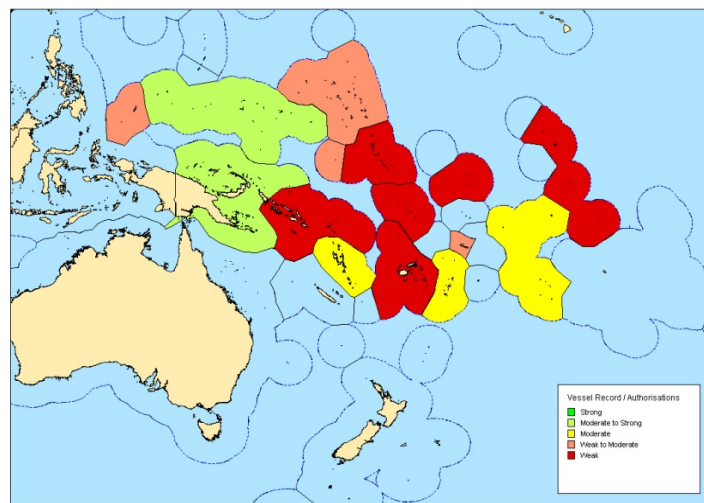 Vessel Record / Authorisations
Strong
Moderate to Strong
Moderate
Weak to Moderate
Weak